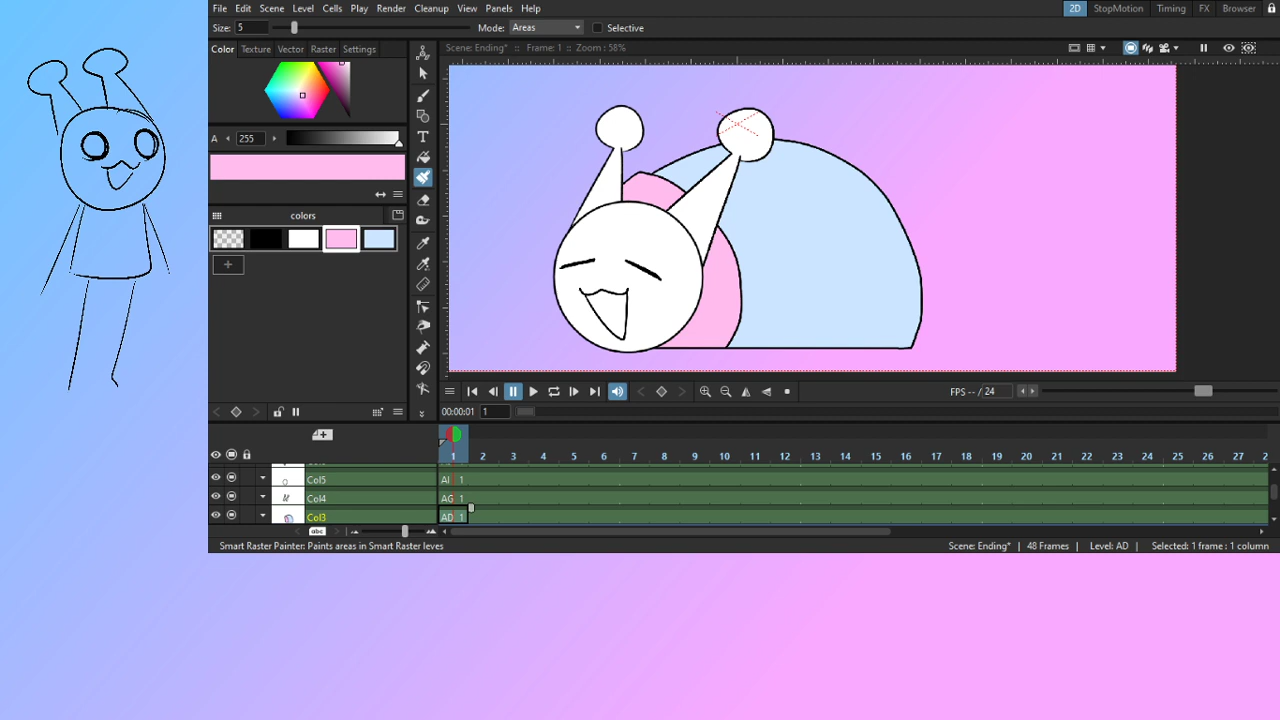 File Edit Scene Level Cells Play Render Cleanup View Panels Help
2D StopMotion Timing FX Browser
Size: 5 Mode: Areas Selective
Color Texture Vector Raster Settings
Scene: Ending* :: Frame: 1 :: Zoom : 58%
A 255
colors
FPS -- / 24
00:00:01 1
1 2 3 4 5 6 7 8 9 10 11 12 13 14 15 16 17 18 19 20 21 22 23 24 25 26 27 2
Col5 AI 1
Col4 AG 1
Col3 AD 1
abc
Smart Raster Painter: Paints areas in Smart Raster leves
Scene: Ending* | 48 Frames | Level: AD | Selected: 1 frame : 1 column